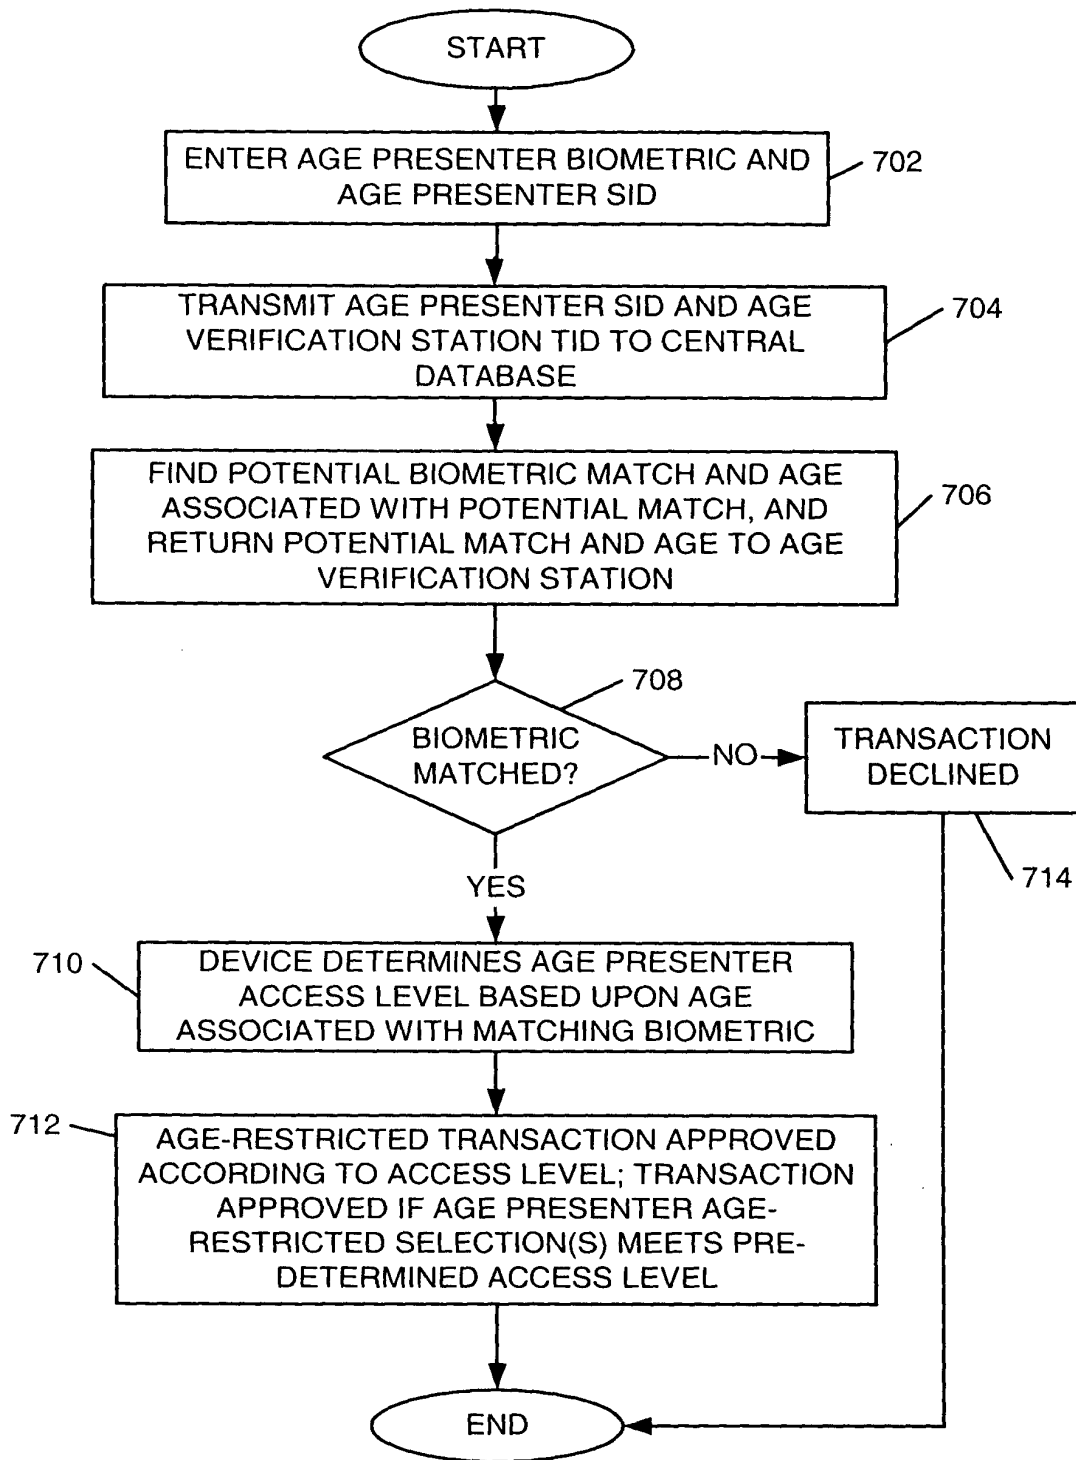 START
ENTER AGE PRESENTER BIOMETRIC AND
AGE PRESENTER SID
702
TRANSMIT AGE PRESENTER SID AND AGE
VERIFICATION STATION TID TO CENTRAL
DATABASE
704
FIND POTENTIAL BIOMETRIC MATCH AND AGE
ASSOCIATED WITH POTENTIAL MATCH, AND
RETURN POTENTIAL MATCH AND AGE TO AGE
VERIFICATION STATION
706
708
BIOMETRIC
MATCHED?
NO
TRANSACTION
DECLINED
714
YES
710
DEVICE DETERMINES AGE PRESENTER
ACCESS LEVEL BASED UPON AGE
ASSOCIATED WITH MATCHING BIOMETRIC
712
AGE-RESTRICTED TRANSACTION APPROVED
ACCORDING TO ACCESS LEVEL; TRANSACTION
APPROVED IF AGE PRESENTER AGE-
RESTRICTED SELECTION(S) MEETS PRE-
DETERMINED ACCESS LEVEL
END